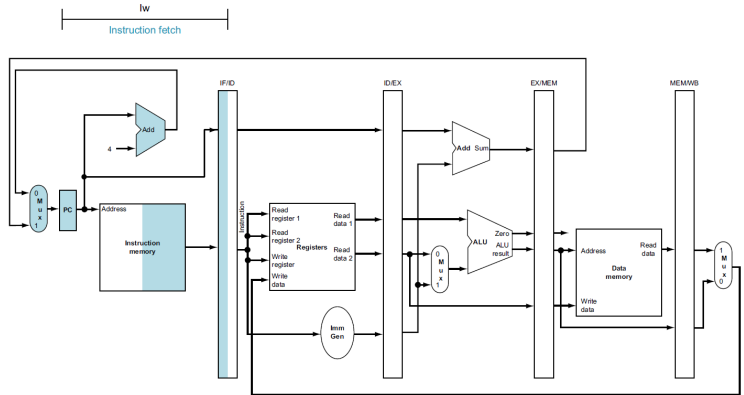 lw
Instruction fetch
IF/ID
ID/EX
EX/MEM
MEM/WB
Add
4
Add Sum
0
M
u
x
1
PC
Address
Instruction
memory
Instruction
Read
register 1
Read
register 2
Registers
Write
register
Write
data
Read
data 1
Read
data 2
Imm
Gen
0
M
u
x
1
Zero
ALU
ALU
result
Address
Read
data
Data
memory
Write
data
1
M
u
x
0